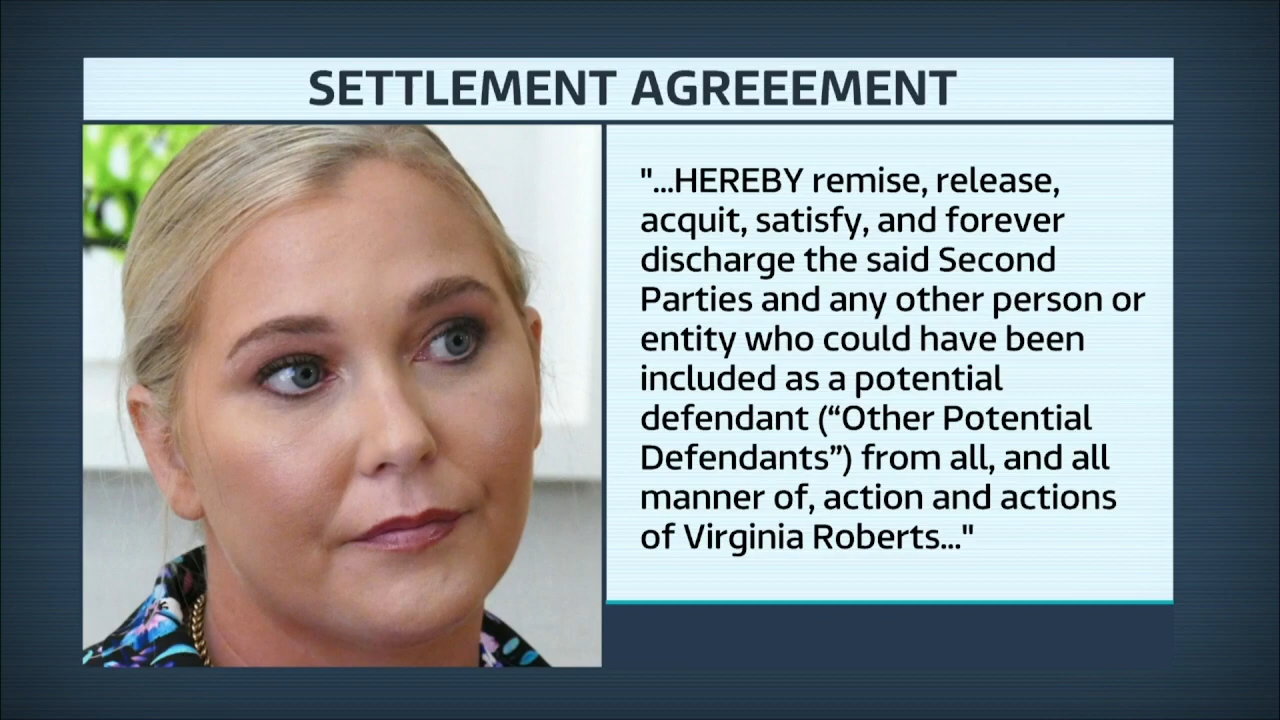 SETTLEMENT AGREEEMENT
"...HEREBY remise, release,
acquit, satisfy, and forever
discharge the said Second
Parties and any other person or
entity who could have been
included as a potential
defendant (“Other Potential
Defendants”) from all, and all
manner of, action and actions
of Virginia Roberts..."